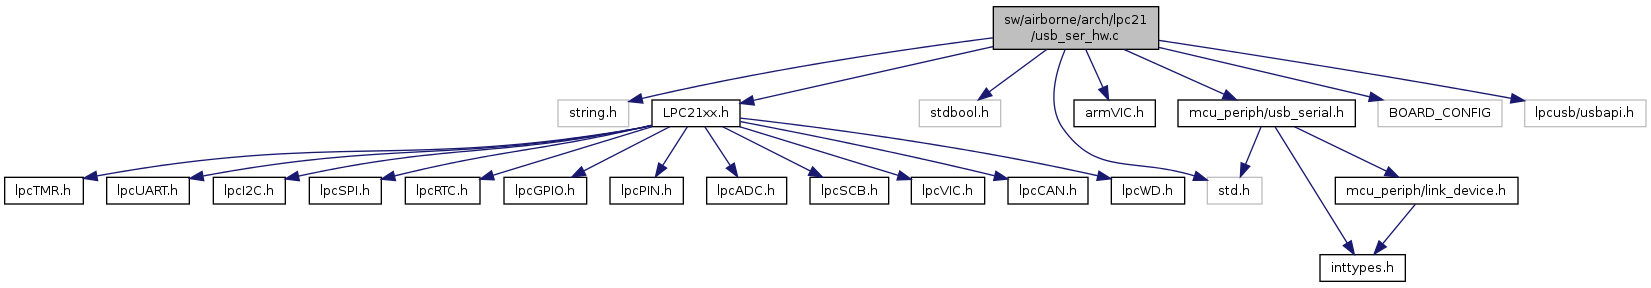 sw/airborne/arch/lpc21
/usb_ser_hw.c
string.h
LPC21xx.h
stdbool.h
armVIC.h
mcu_periph/usb_serial.h
BOARD_CONFIG
lpcusb/usbapi.h
lpcTMR.h
lpcUART.h
lpcI2C.h
lpcSPI.h
lpcRTC.h
lpcGPIO.h
lpcPIN.h
lpcADC.h
lpcSCB.h
lpcVIC.h
lpcCAN.h
lpcWD.h
std.h
mcu_periph/link_device.h
inttypes.h